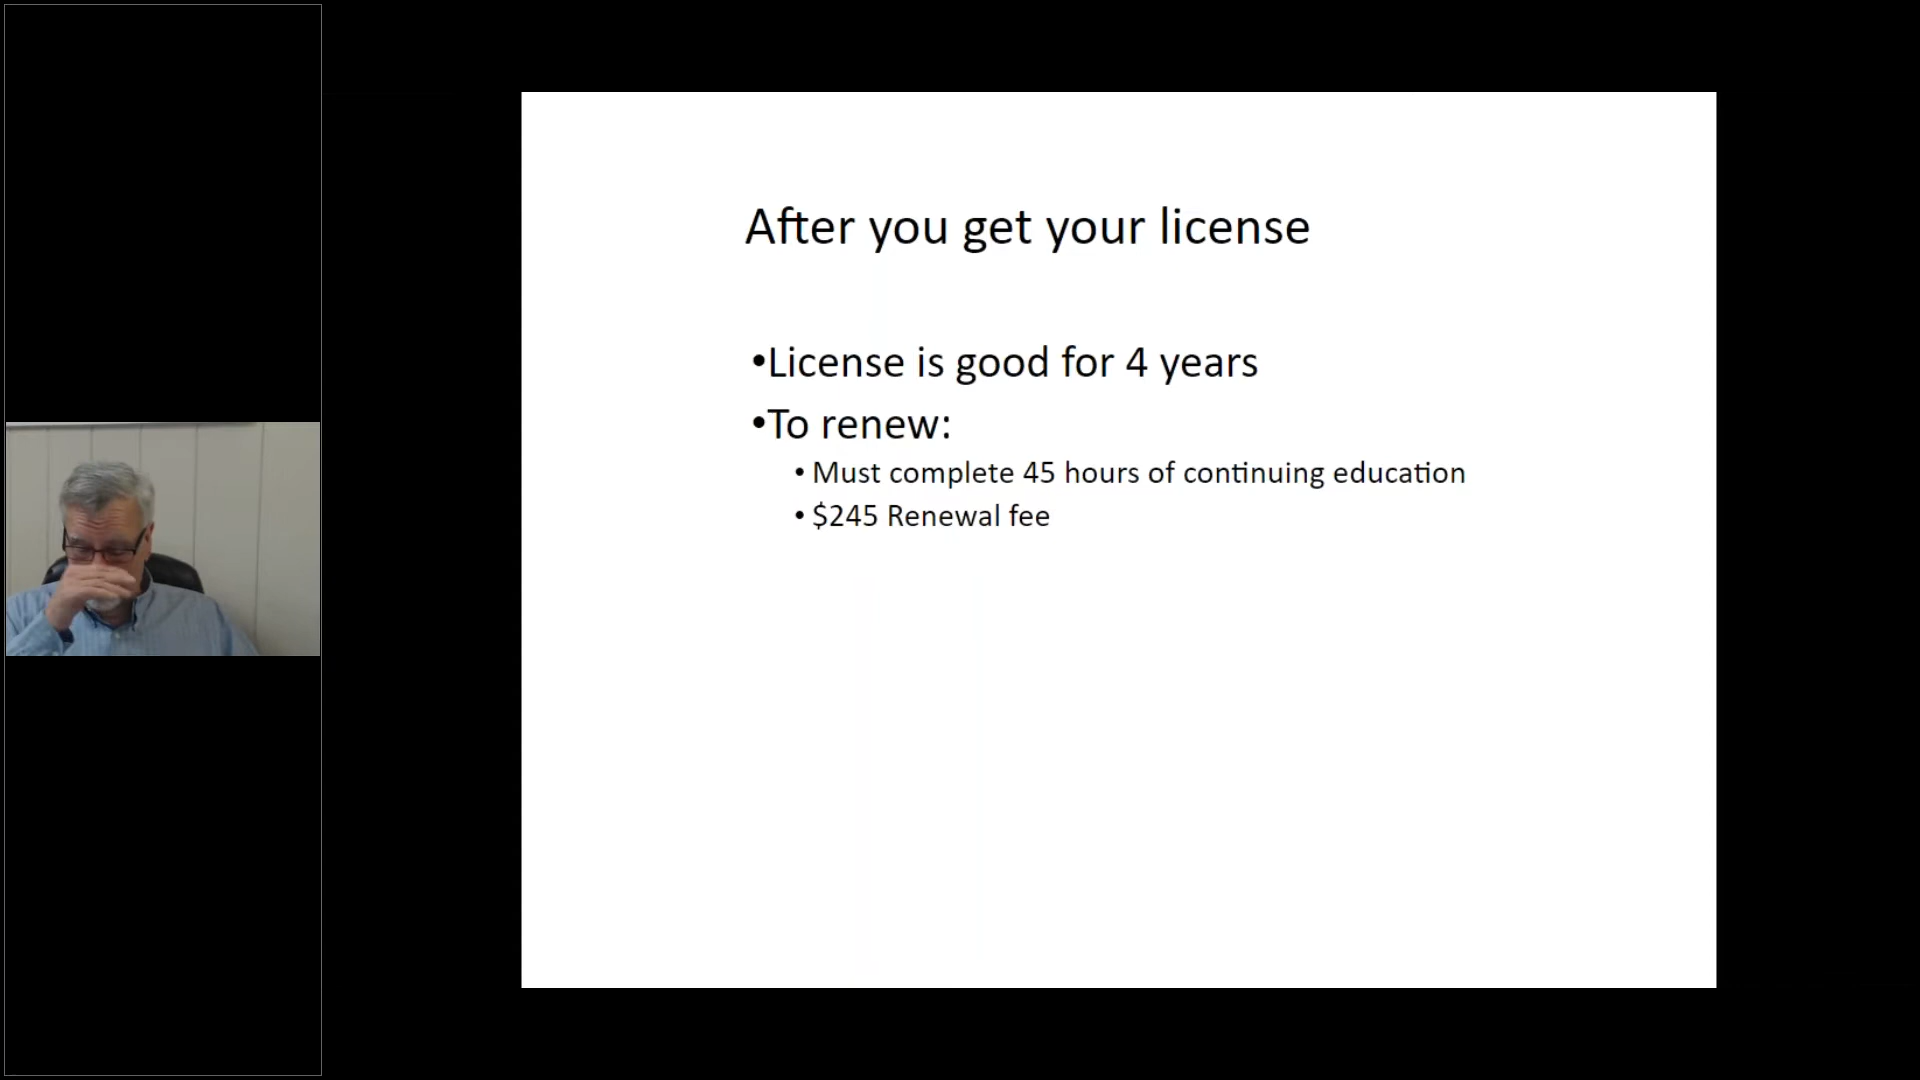 After you get your license
•License is good for 4 years
•To renew:
• Must complete 45 hours of continuing education
• $245 Renewal fee